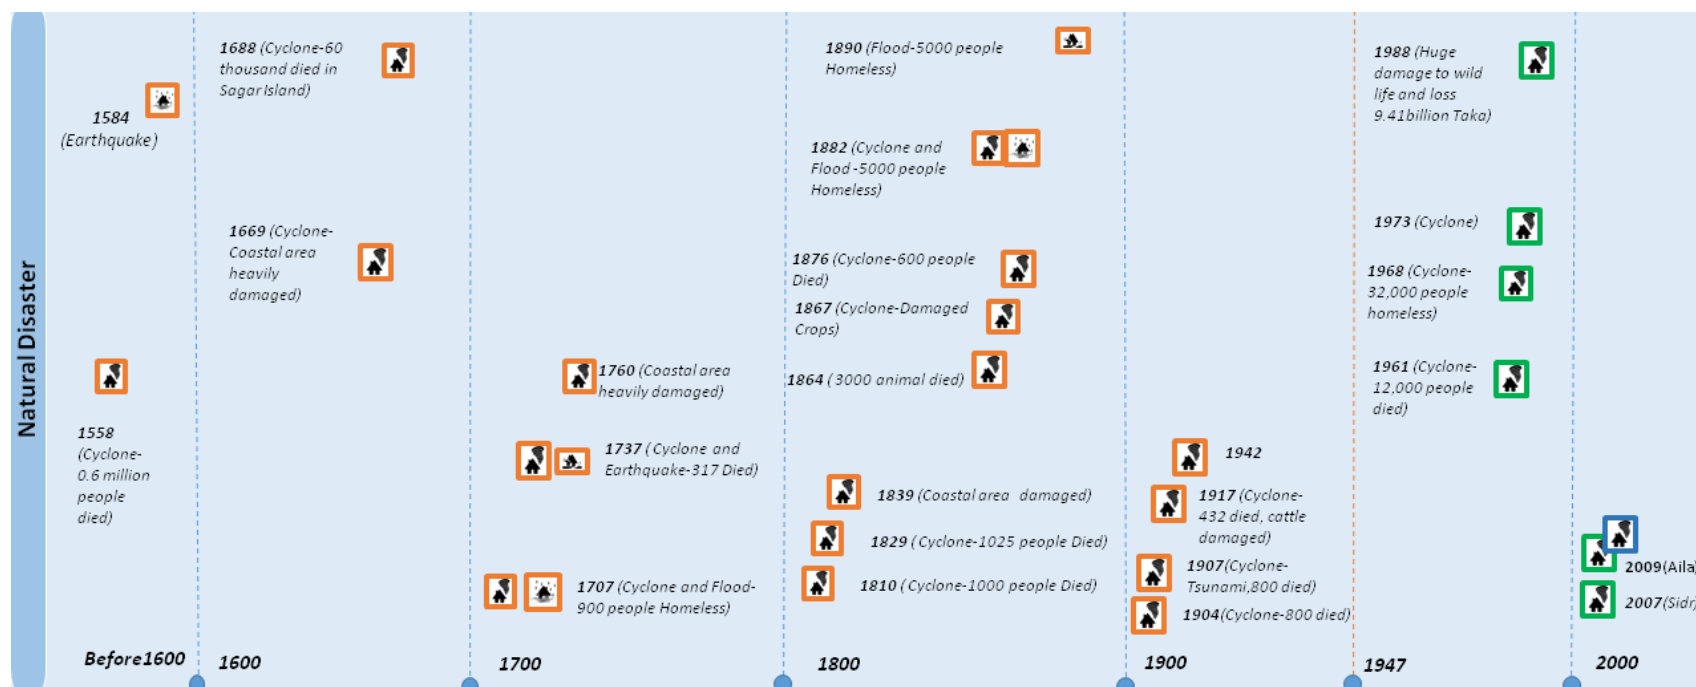 Natural Disaster
1584
(Earthquake)
1558
(Cyclone-
0.6 million
people
died)
Before1600
1688 (Cyclone-60
thousand died in
Sagar Island)
1669 (Cyclone-
Coastal area
heavily
damaged)
1600
1760 (Coastal area
heavily damaged)
1737 (Cyclone and
Earthquake-317 Died)
1707 (Cyclone and Flood-
900 people Homeless)
1700
1890 (Flood-5000 people
Homeless)
1882 (Cyclone and
Flood -5000 people
Homeless)
1876 (Cyclone-600 people
Died)
1867 (Cyclone-Damaged
Crops)
1864 (3000 animal died)
1839 (Coastal area damaged)
1829 (Cyclone-1025 people Died)
1810 (Cyclone-1000 people Died)
1800
1942
1917 (Cyclone-
432 died, cattle
damaged)
1907(Cyclone-
Tsunami,800 died)
1904(Cyclone-800 died)
1900
1988 (Huge
damage to wild
life and loss
9.41billion Taka)
1973 (Cyclone)
1968 (Cyclone-
32,000 people
homeless)
1961 (Cyclone-
12,000 people
died)
1947
2009(Aila)
2007(Sidr)
2000